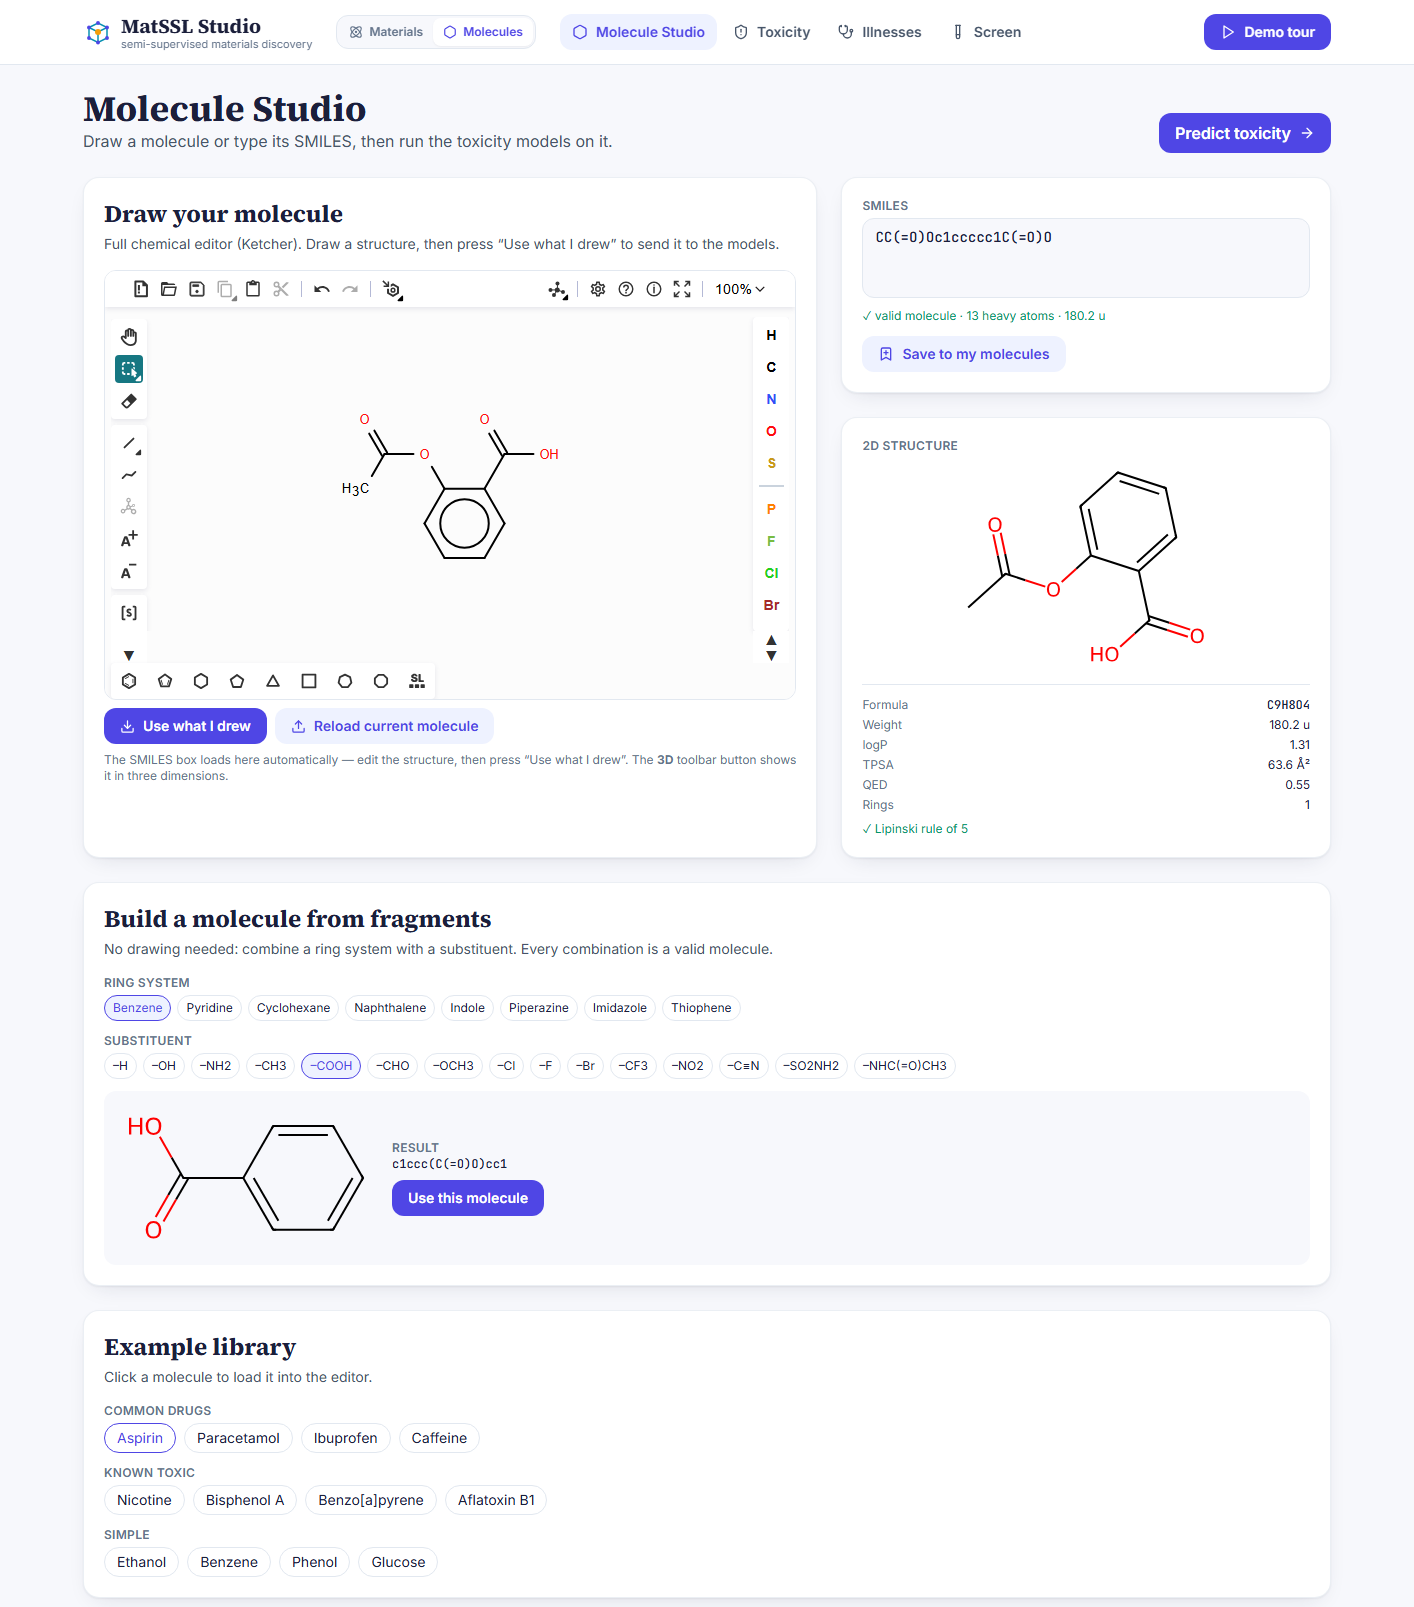 MatSSL Studio
semi-supervised materials discovery
Materials
Molecules
Molecule Studio
Toxicity
Illnesses
Screen
Demo tour
Molecule Studio
Draw a molecule or type its SMILES, then run the toxicity models on it.
Predict toxicity
Draw your molecule
Full chemical editor (Ketcher). Draw a structure, then press “Use what I drew” to send it to the models.
100%
H
C
N
O
S
P
F
Cl
Br
A+
A−
[s]
O
O
O
OH
H3C
SL
Use what I drew
Reload current molecule
The SMILES box loads here automatically — edit the structure, then press “Use what I drew”. The 3D toolbar button shows
it in three dimensions.
SMILES
CC(=O)Oc1ccccc1C(=O)O
✓ valid molecule · 13 heavy atoms · 180.2 u
Save to my molecules
2D STRUCTURE
O
O
O
HO
Formula C9H8O4
Weight 180.2 u
logP 1.31
TPSA 63.6 Å²
QED 0.55
Rings 1
✓ Lipinski rule of 5
Build a molecule from fragments
No drawing needed: combine a ring system with a substituent. Every combination is a valid molecule.
RING SYSTEM
Benzene Pyridine Cyclohexane Naphthalene Indole Piperazine Imidazole Thiophene
SUBSTITUENT
–H –OH –NH2 –CH3 –COOH –CHO –OCH3 –Cl –F –Br –CF3 –NO2 –C≡N –SO2NH2 –NHC(=O)CH3
HO
O
RESULT
c1ccc(C(=O)O)cc1
Use this molecule
Example library
Click a molecule to load it into the editor.
COMMON DRUGS
Aspirin Paracetamol Ibuprofen Caffeine
KNOWN TOXIC
Nicotine Bisphenol A Benzo[a]pyrene Aflatoxin B1
SIMPLE
Ethanol Benzene Phenol Glucose